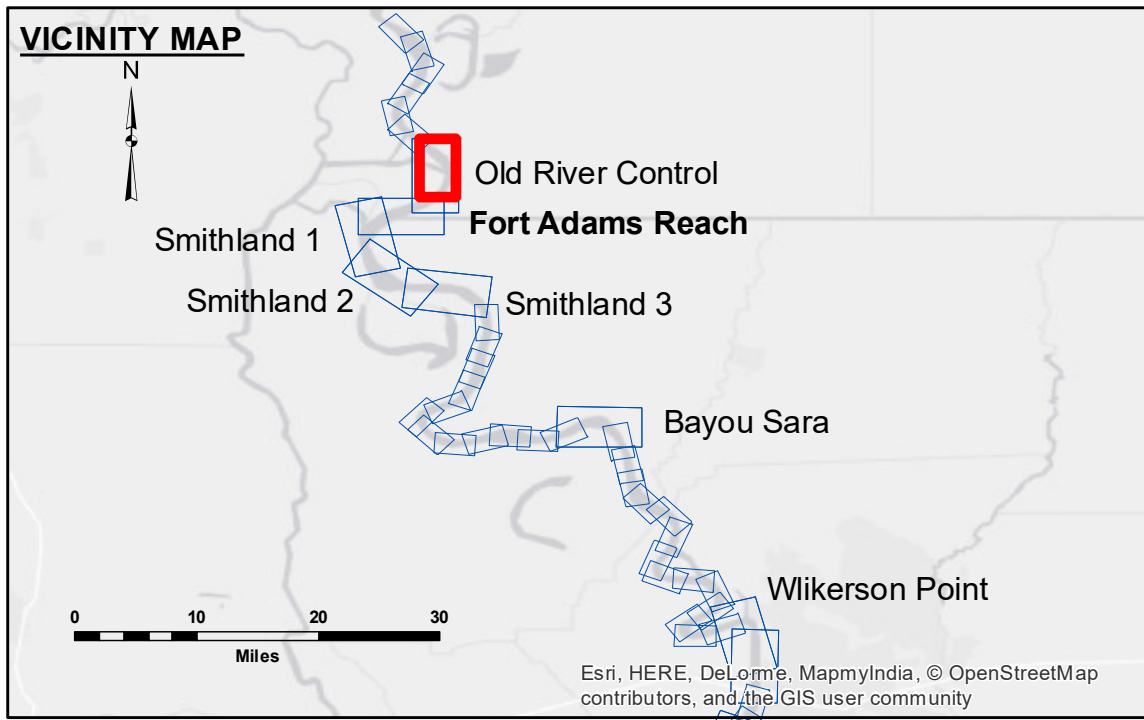 VICINITY MAP
N
Old River Control
Fort Adams Reach
Smithland 1
Smithland 2
Smithland 3
Bayou Sara
Wlikerson Point
0 10 20 30
Miles
Esri, HERE, DeLorme, MapmyIndia, © OpenStreetMap
contributors, and the GIS user community